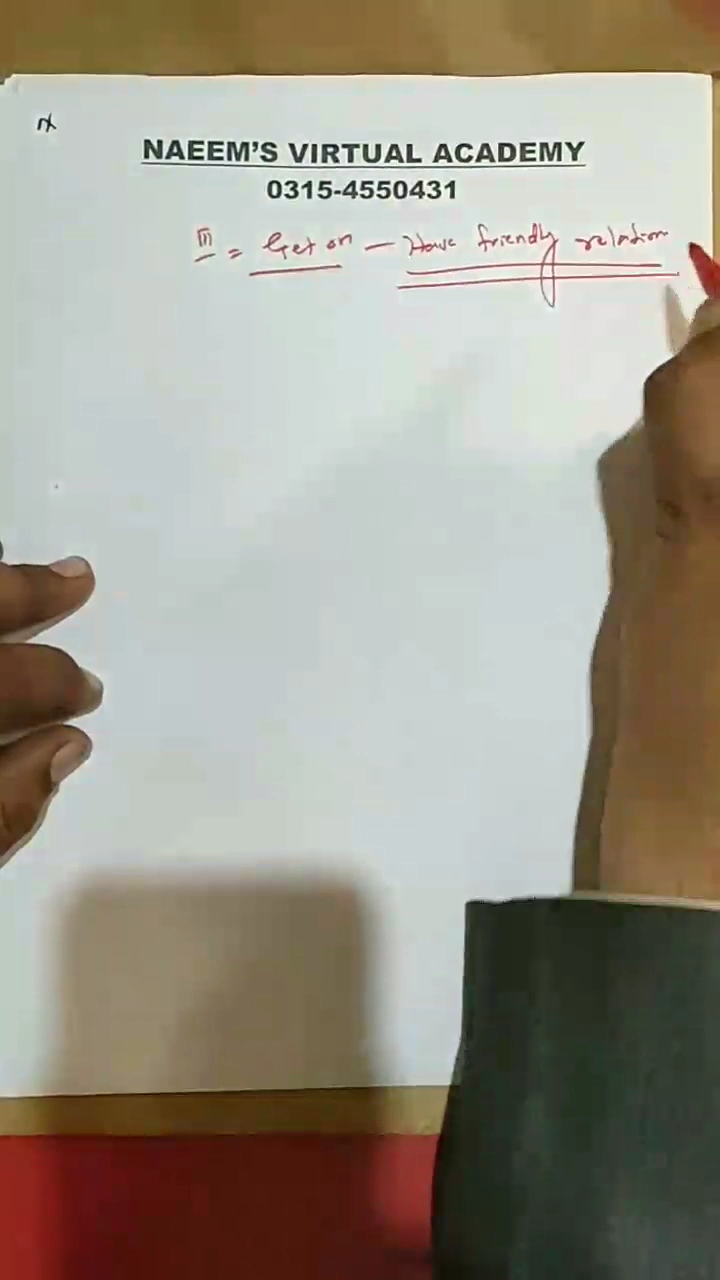 NAEEM'S VIRTUAL ACADEMY
0315-4550431
III = Get on — Have friendly relation